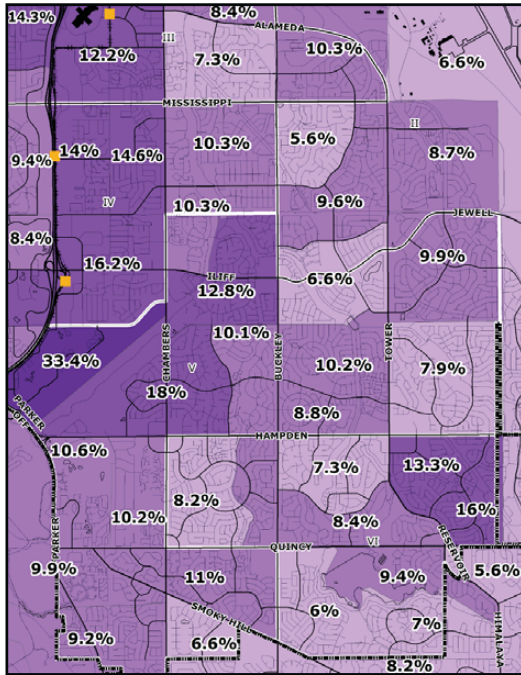 14.3%
8.4%
ALAMEDA
III
12.2%
7.3%
10.3%
6.6%
MISSISSIPPI
II
14%
14.6%
10.3%
5.6%
8.7%
9.4%
IV
10.3%
9.6%
JEWELL
8.4%
16.2%
ILIFF
12.8%
6.6%
9.9%
33.4%
CHAMBERS
10.1%
BUCKLEY
10.2%
TOWER
7.9%
V
18%
8.8%
PARKER
OFF
HAMPDEN
10.6%
7.3%
13.3%
8.2%
10.2%
8.4%
16%
RESERVOIR
PARKER
QUINCY
VI
9.9%
11%
9.4%
5.6%
SMOKY HILL
6%
7%
HIMALAYA
9.2%
6.6%
8.2%